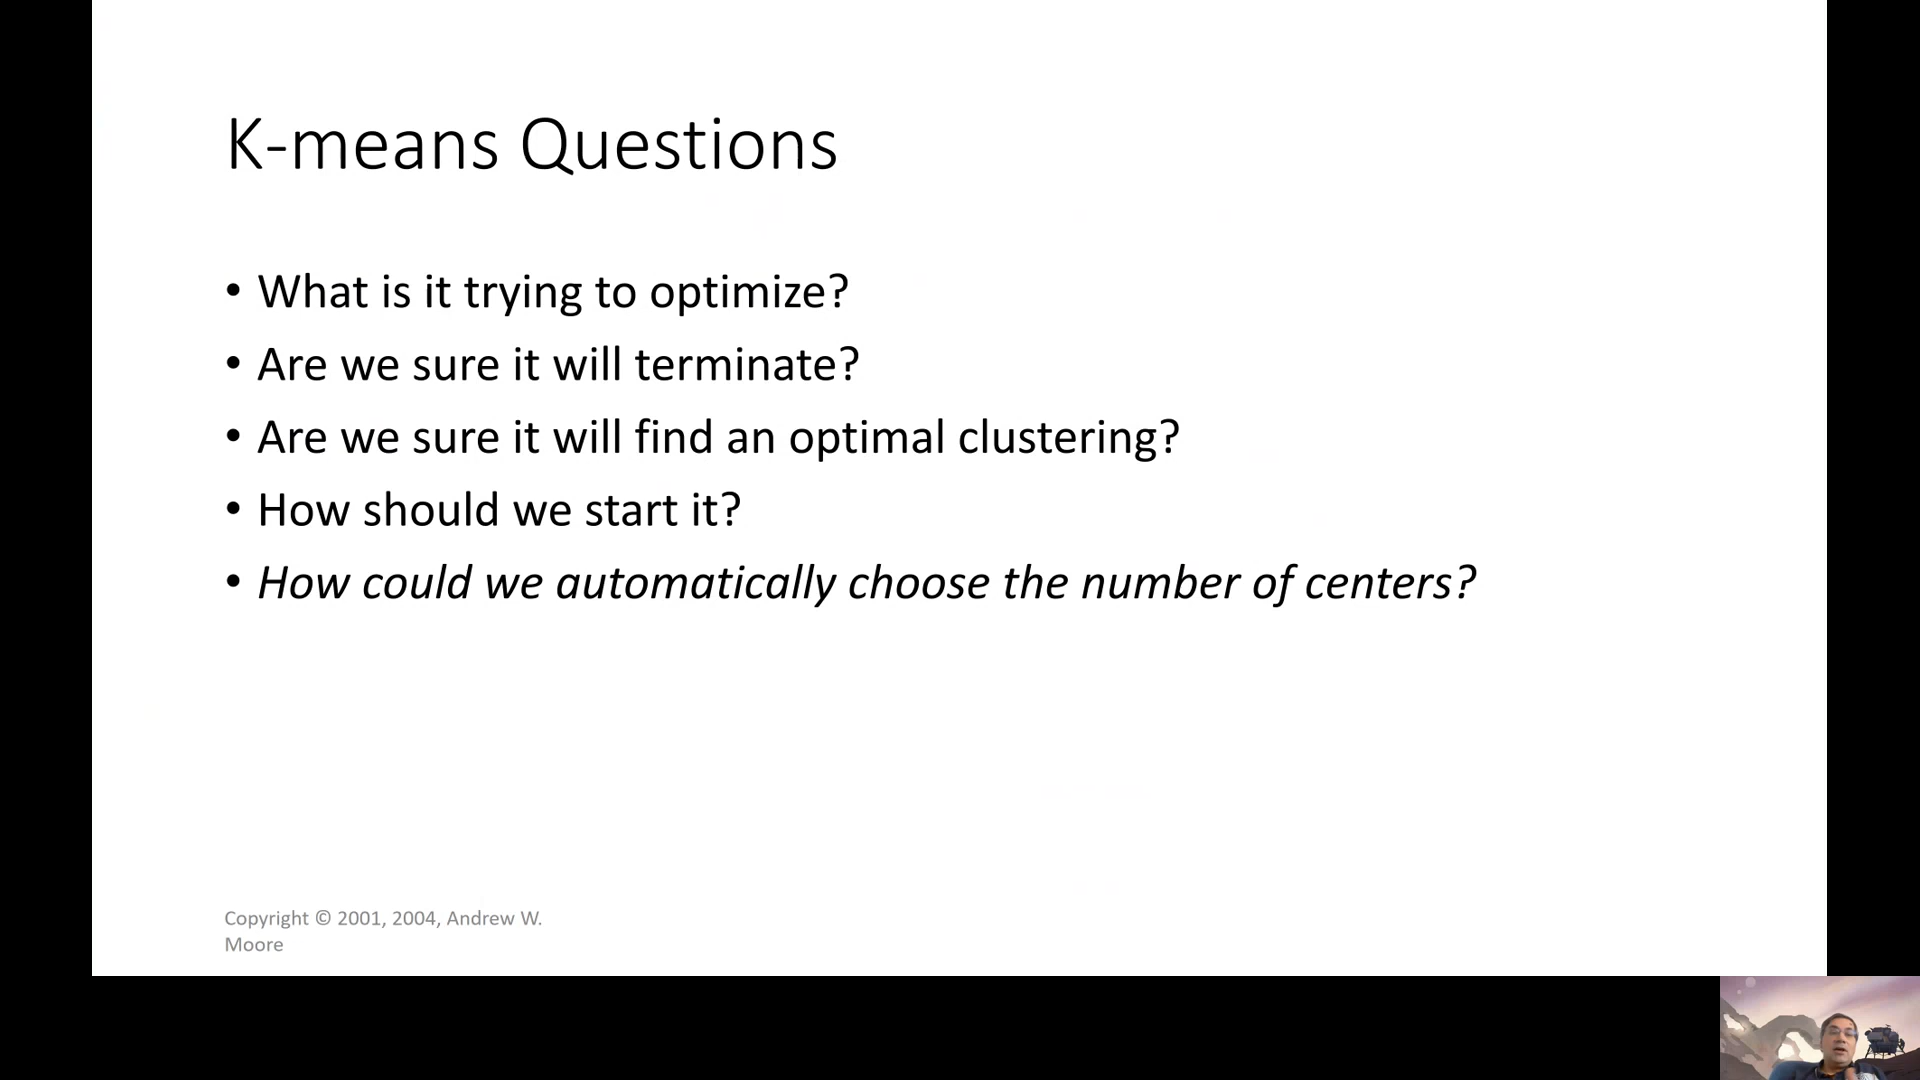 K-means Questions
• What is it trying to optimize?
• Are we sure it will terminate?
• Are we sure it will find an optimal clustering?
• How should we start it?
• How could we automatically choose the number of centers?
Copyright © 2001, 2004, Andrew W.
Moore